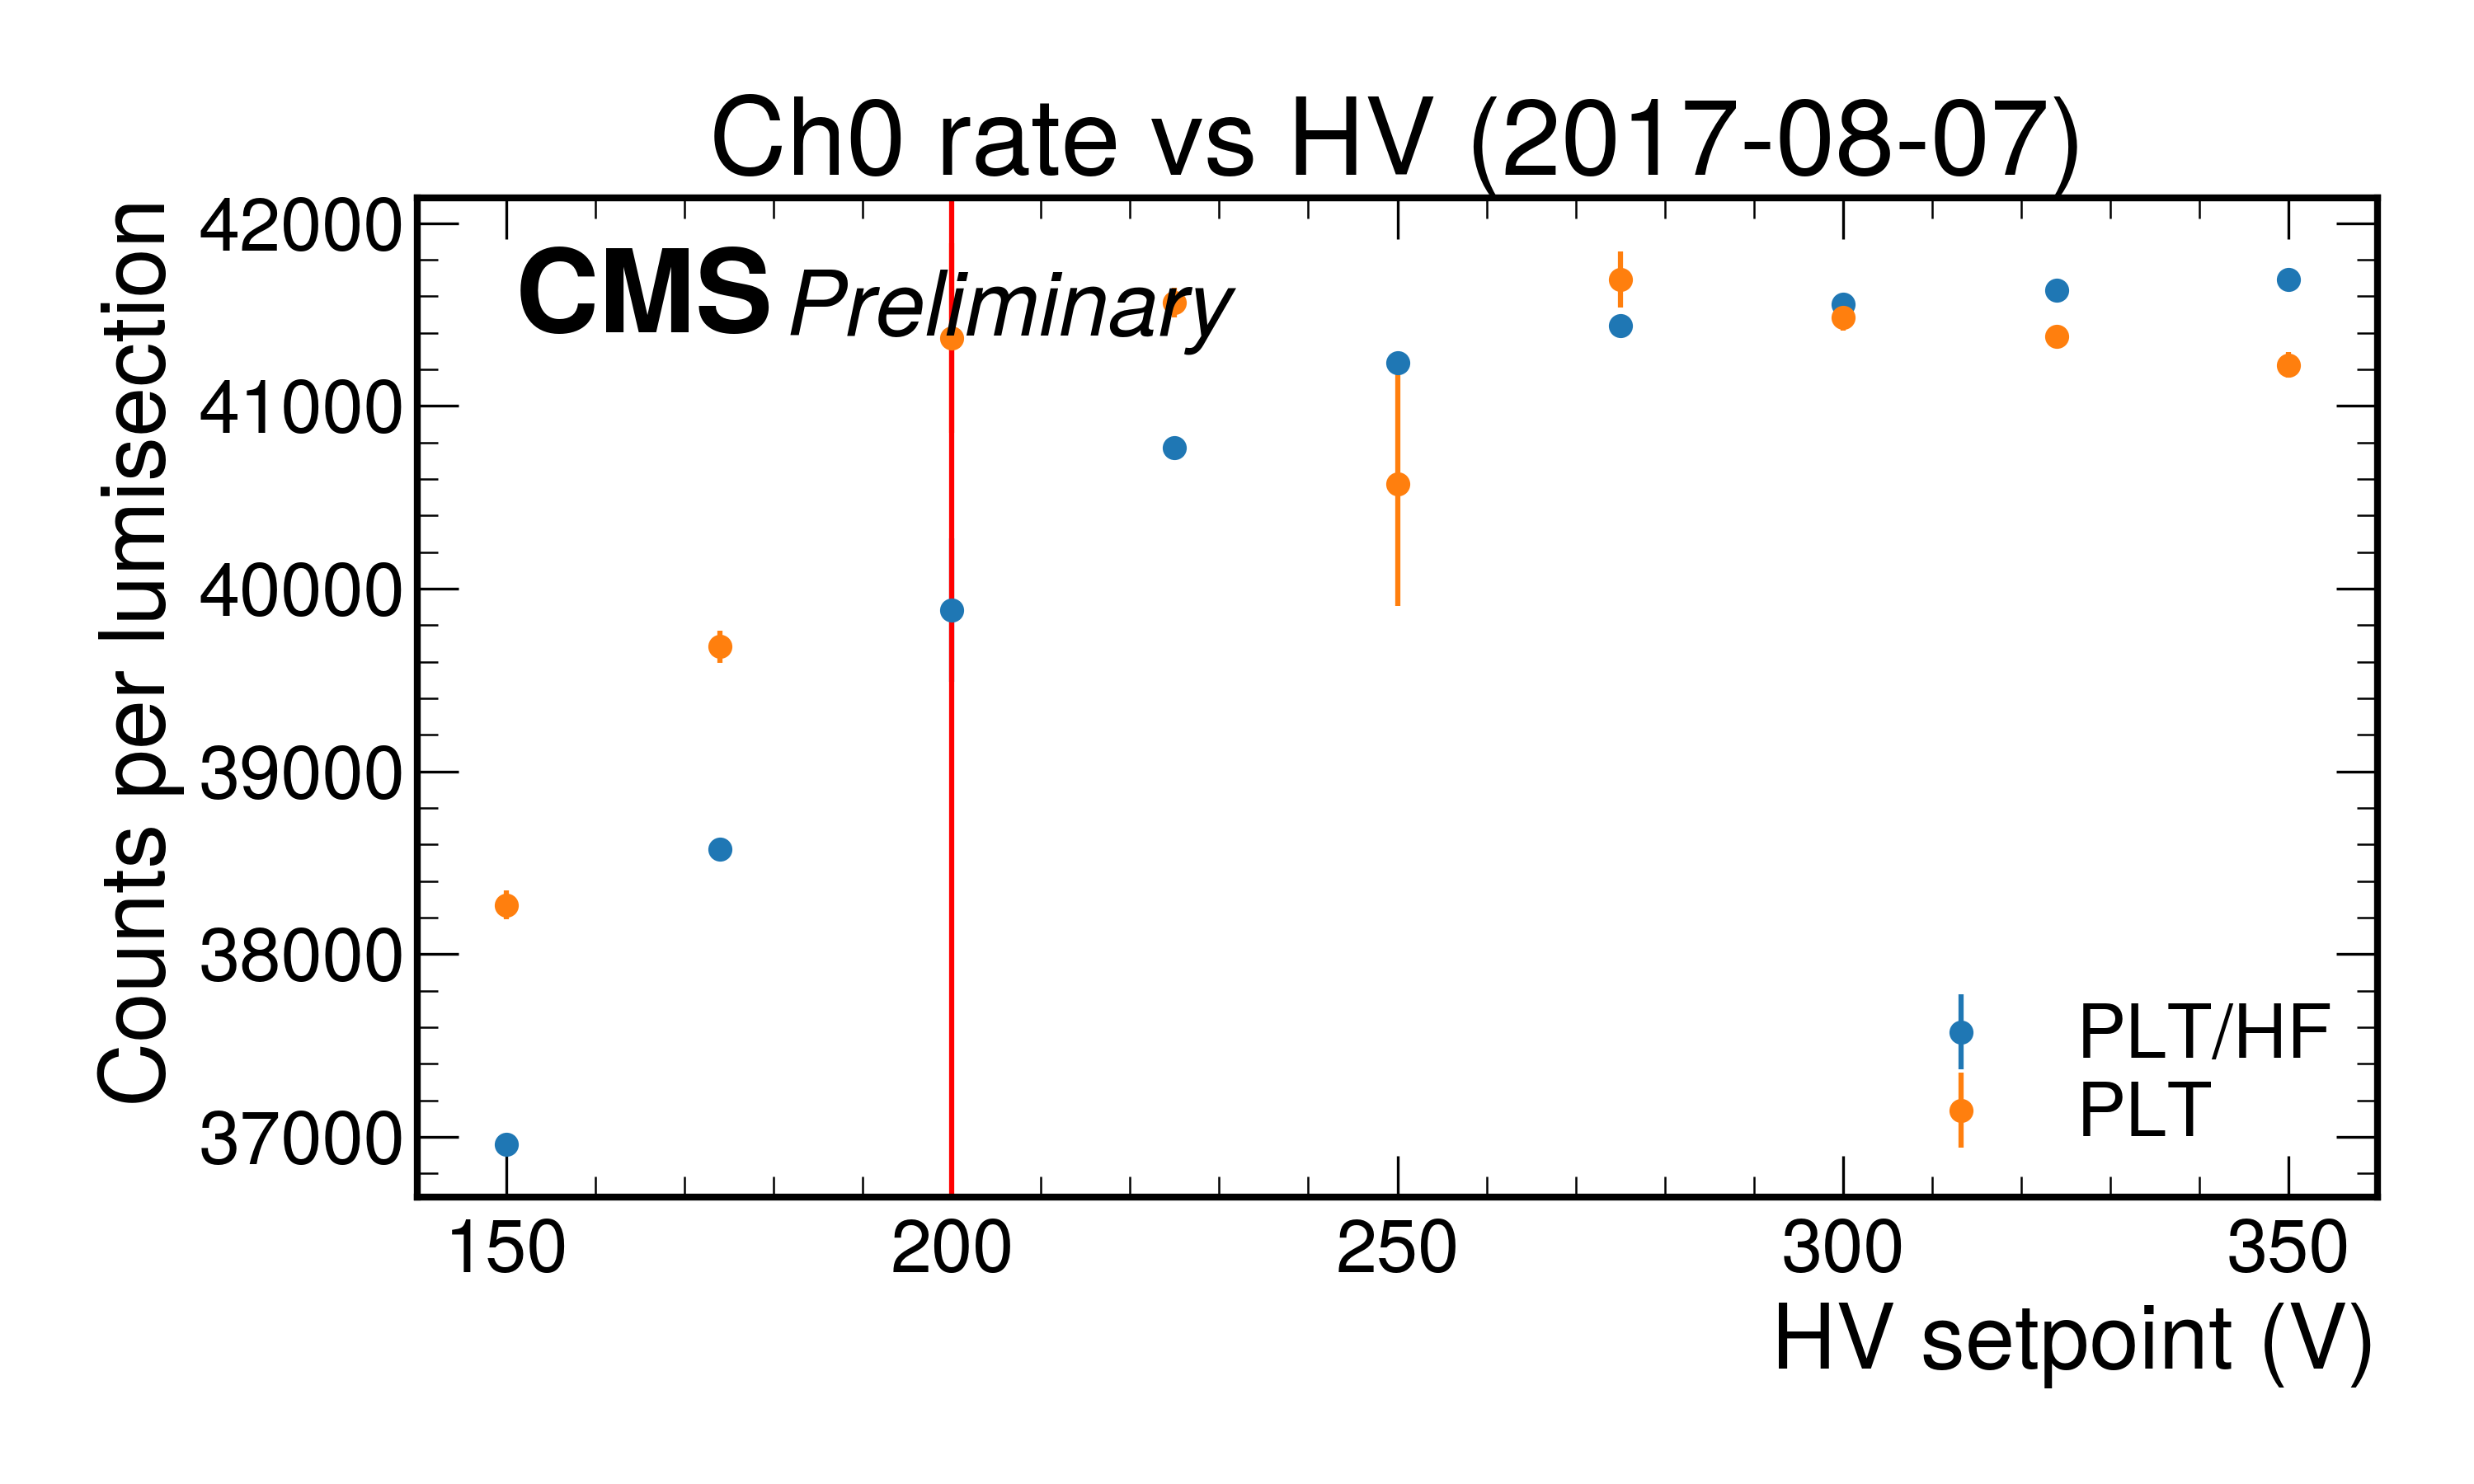 Ch0 rate vs HV (2017-08-07)
CMS Preliminary
Counts per lumisection
42000
41000
40000
39000
38000
37000
PLT/HF
PLT
150 200 250 300 350
HV setpoint (V)